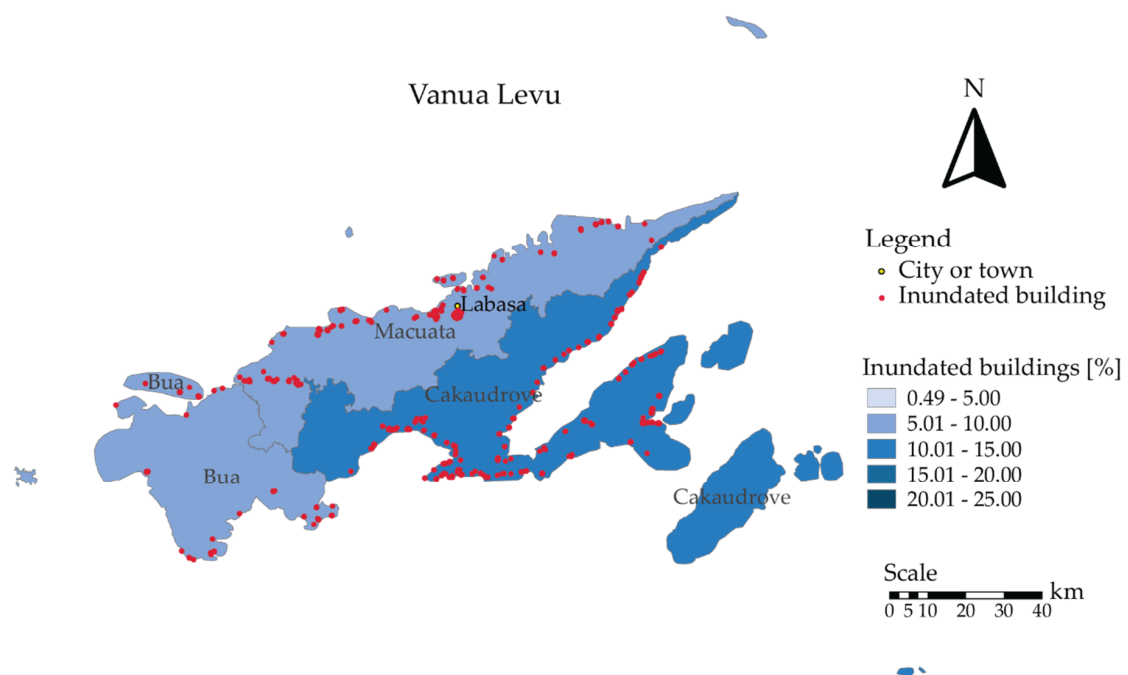 Vanua Levu
N
Legend
City or town
Inundated building
Labasa
Macuata
Inundated buildings [%]
Bua
Cakaudrove
0.49 - 5.00
5.01 - 10.00
10.01 - 15.00
15.01 - 20.00
20.01 - 25.00
Bua
Cakaudrove
Scale
km
0 5 10 20 30 40